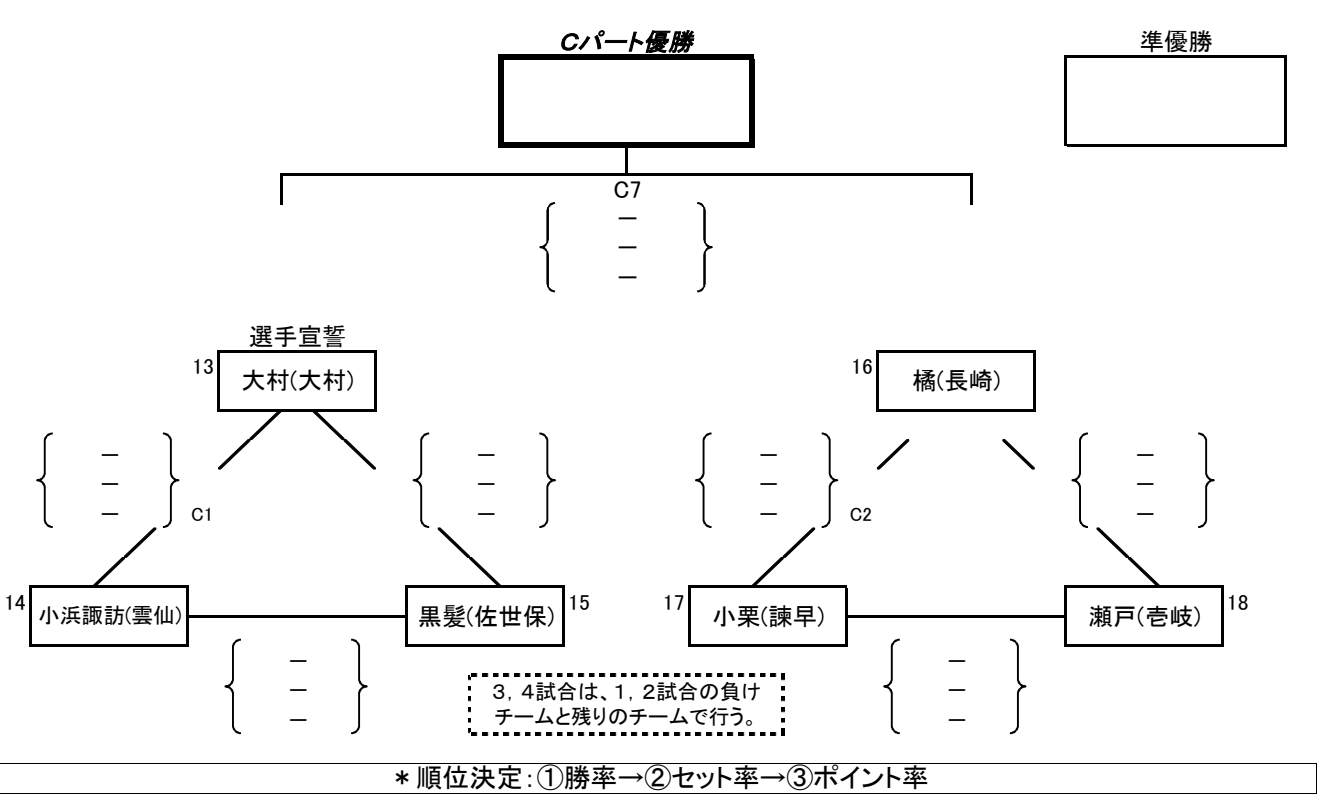 Cパート優勝
準優勝
C7
－
－
－
選手宣誓
13
大村(大村)
16
橘(長崎)
－
－
－
C1
－
－
－
－
－
－
C2
－
－
－
14
小浜諏訪(雲仙)
黒髪(佐世保)
15
17
小栗(諫早)
瀬戸(壱岐)
18
－
－
－
3，4試合は、1，2試合の負け
チームと残りのチームで行う。
－
－
－
＊順位決定：①勝率→②セット率→③ポイント率